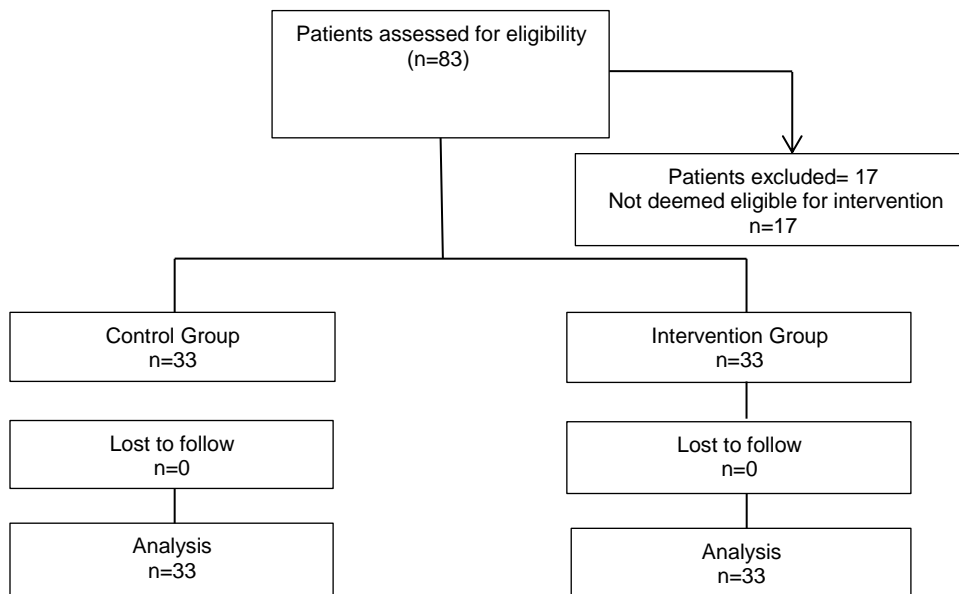 Patients assessed for eligibility
(n=83)
Patients excluded= 17
Not deemed eligible for intervention
n=17
Control Group
n=33
Intervention Group
n=33
Lost to follow
n=0
Lost to follow
n=0
Analysis
n=33
Analysis
n=33